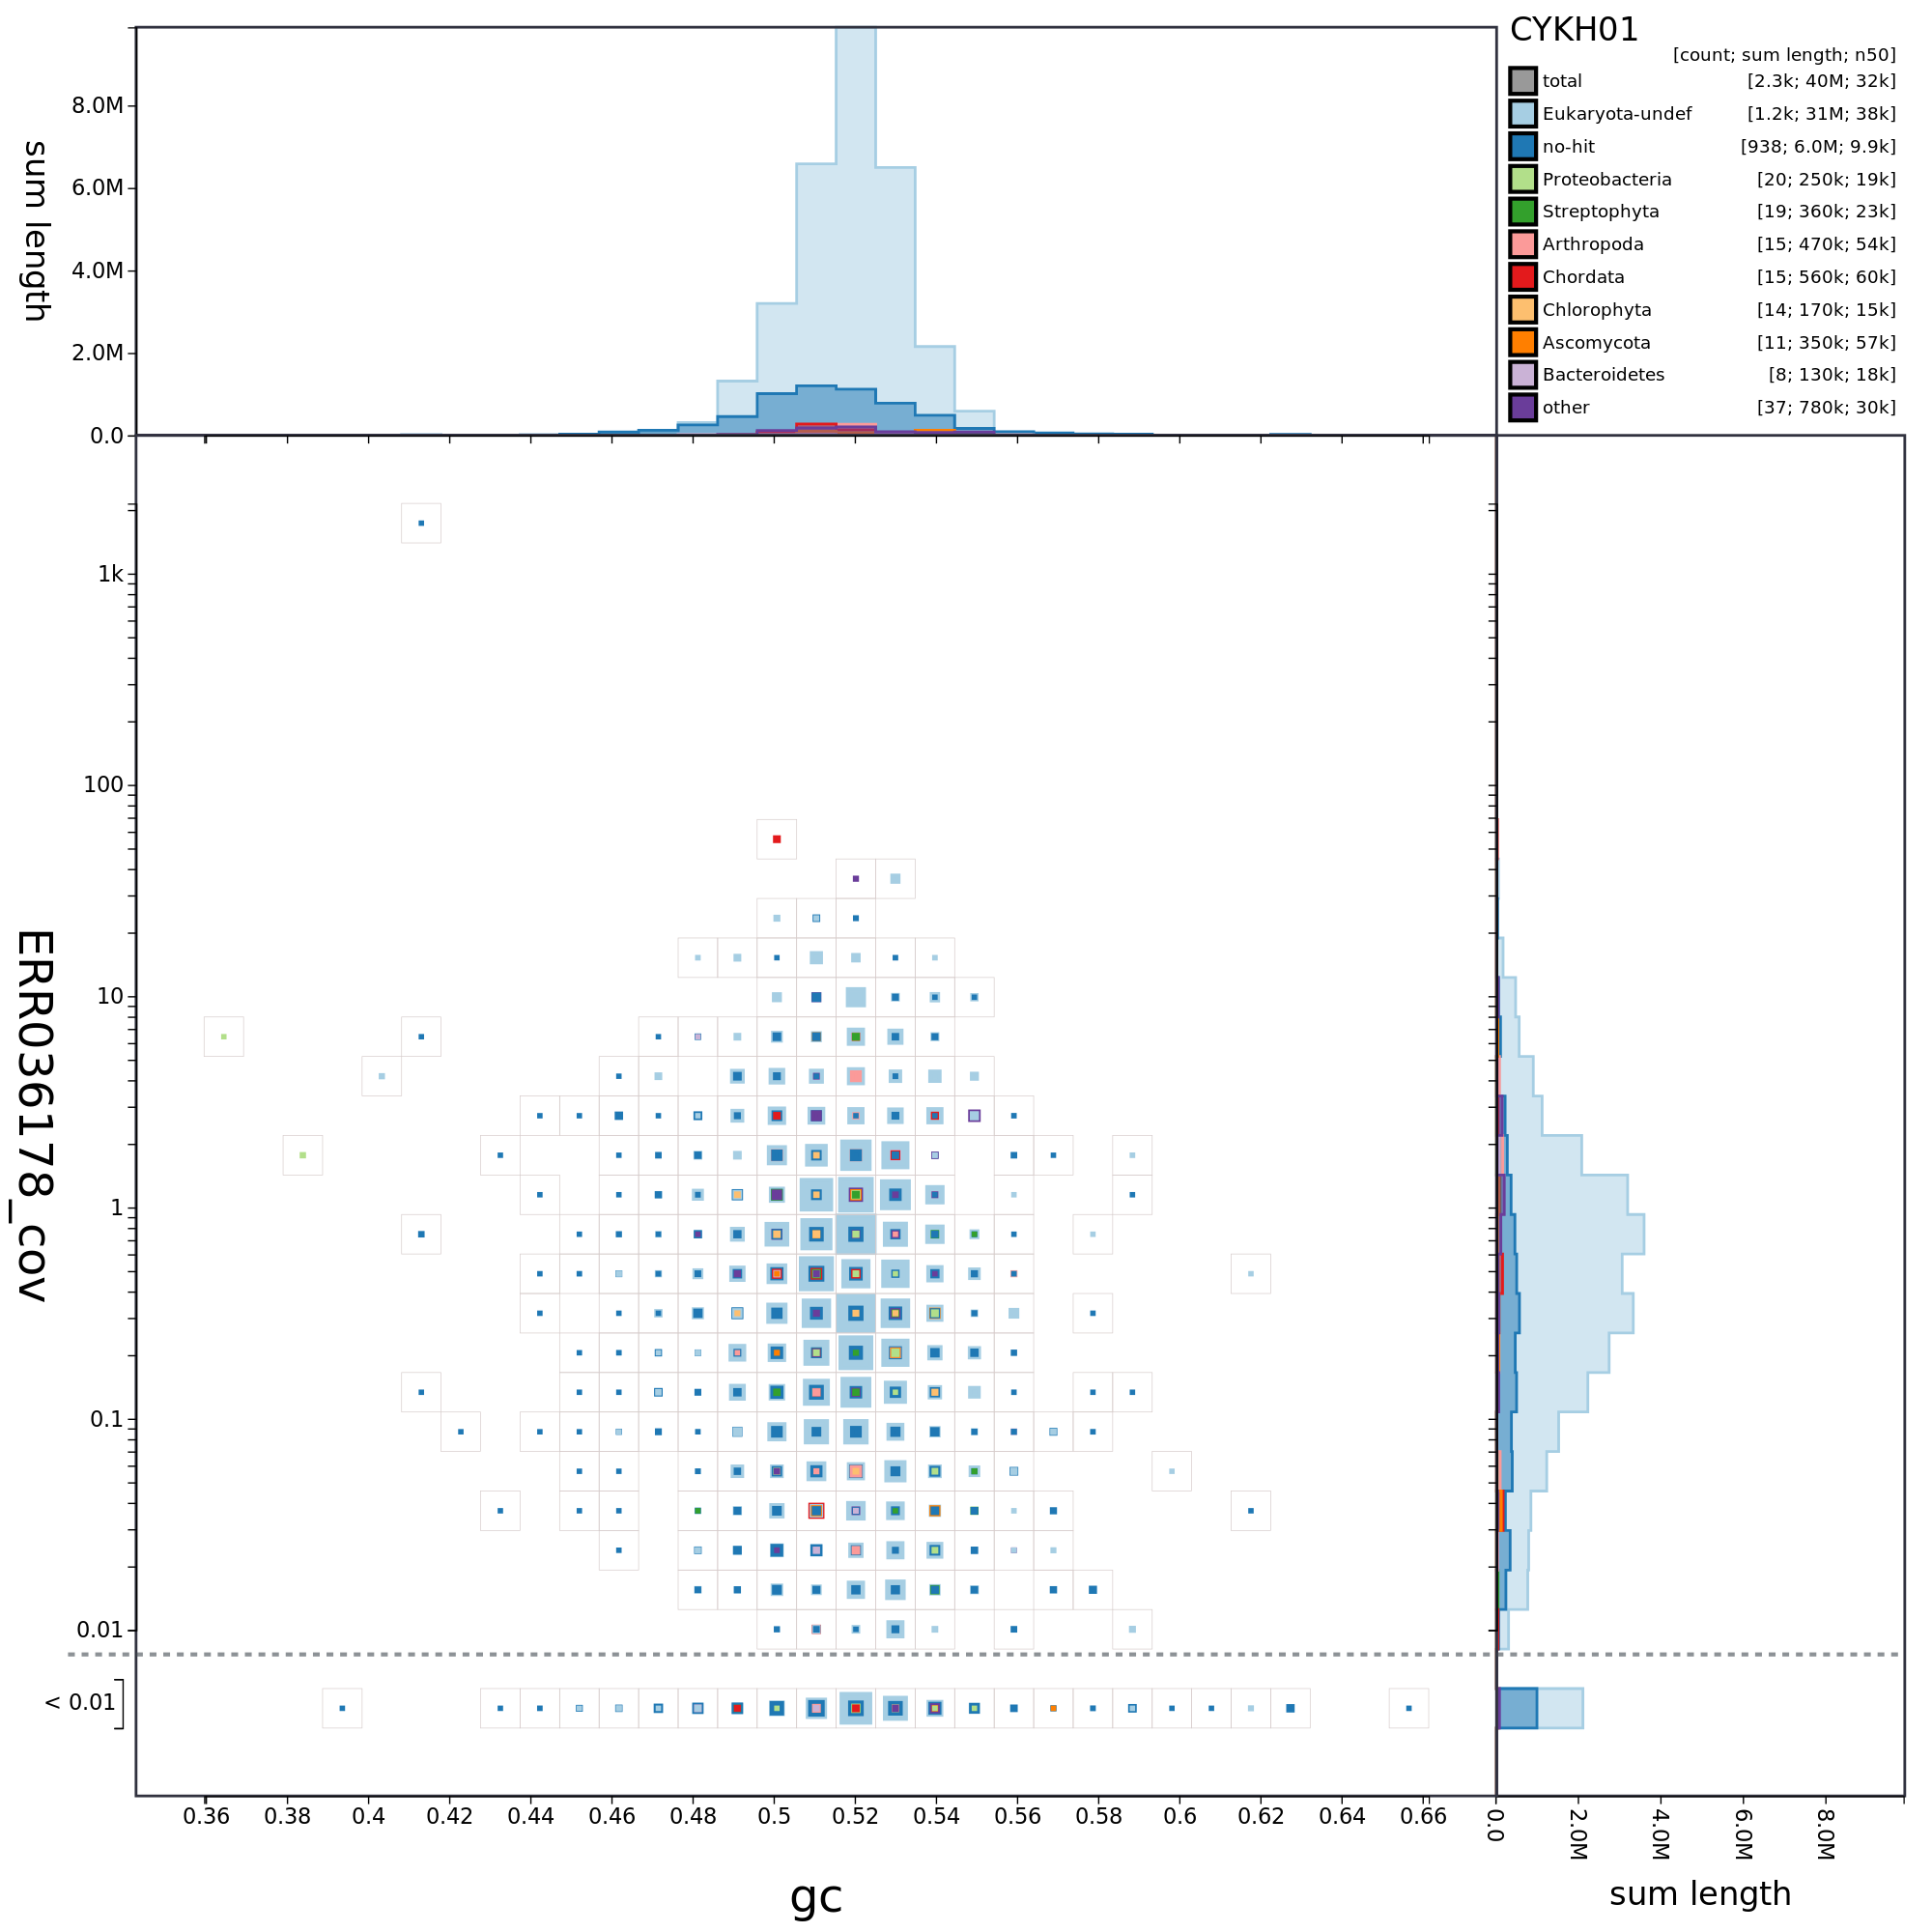 CYKH01
[count; sum length; n50]
total [2.3k; 40M; 32k]
Eukaryota-undef [1.2k; 31M; 38k]
no-hit [938; 6.0M; 9.9k]
Proteobacteria [20; 250k; 19k]
Streptophyta [19; 360k; 23k]
Arthropoda [15; 470k; 54k]
Chordata [15; 560k; 60k]
Chlorophyta [14; 170k; 15k]
Ascomycota [11; 350k; 57k]
Bacteroidetes [8; 130k; 18k]
other [37; 780k; 30k]
sum length
8.0M
6.0M
4.0M
2.0M
0.0
ERR036178_cov
1k
100
10
1
0.1
0.01
< 0.01
0.36 0.38 0.4 0.42 0.44 0.46 0.48 0.5 0.52 0.54 0.56 0.58 0.6 0.62 0.64 0.66
gc
0.0 2.0M 4.0M 6.0M 8.0M
sum length